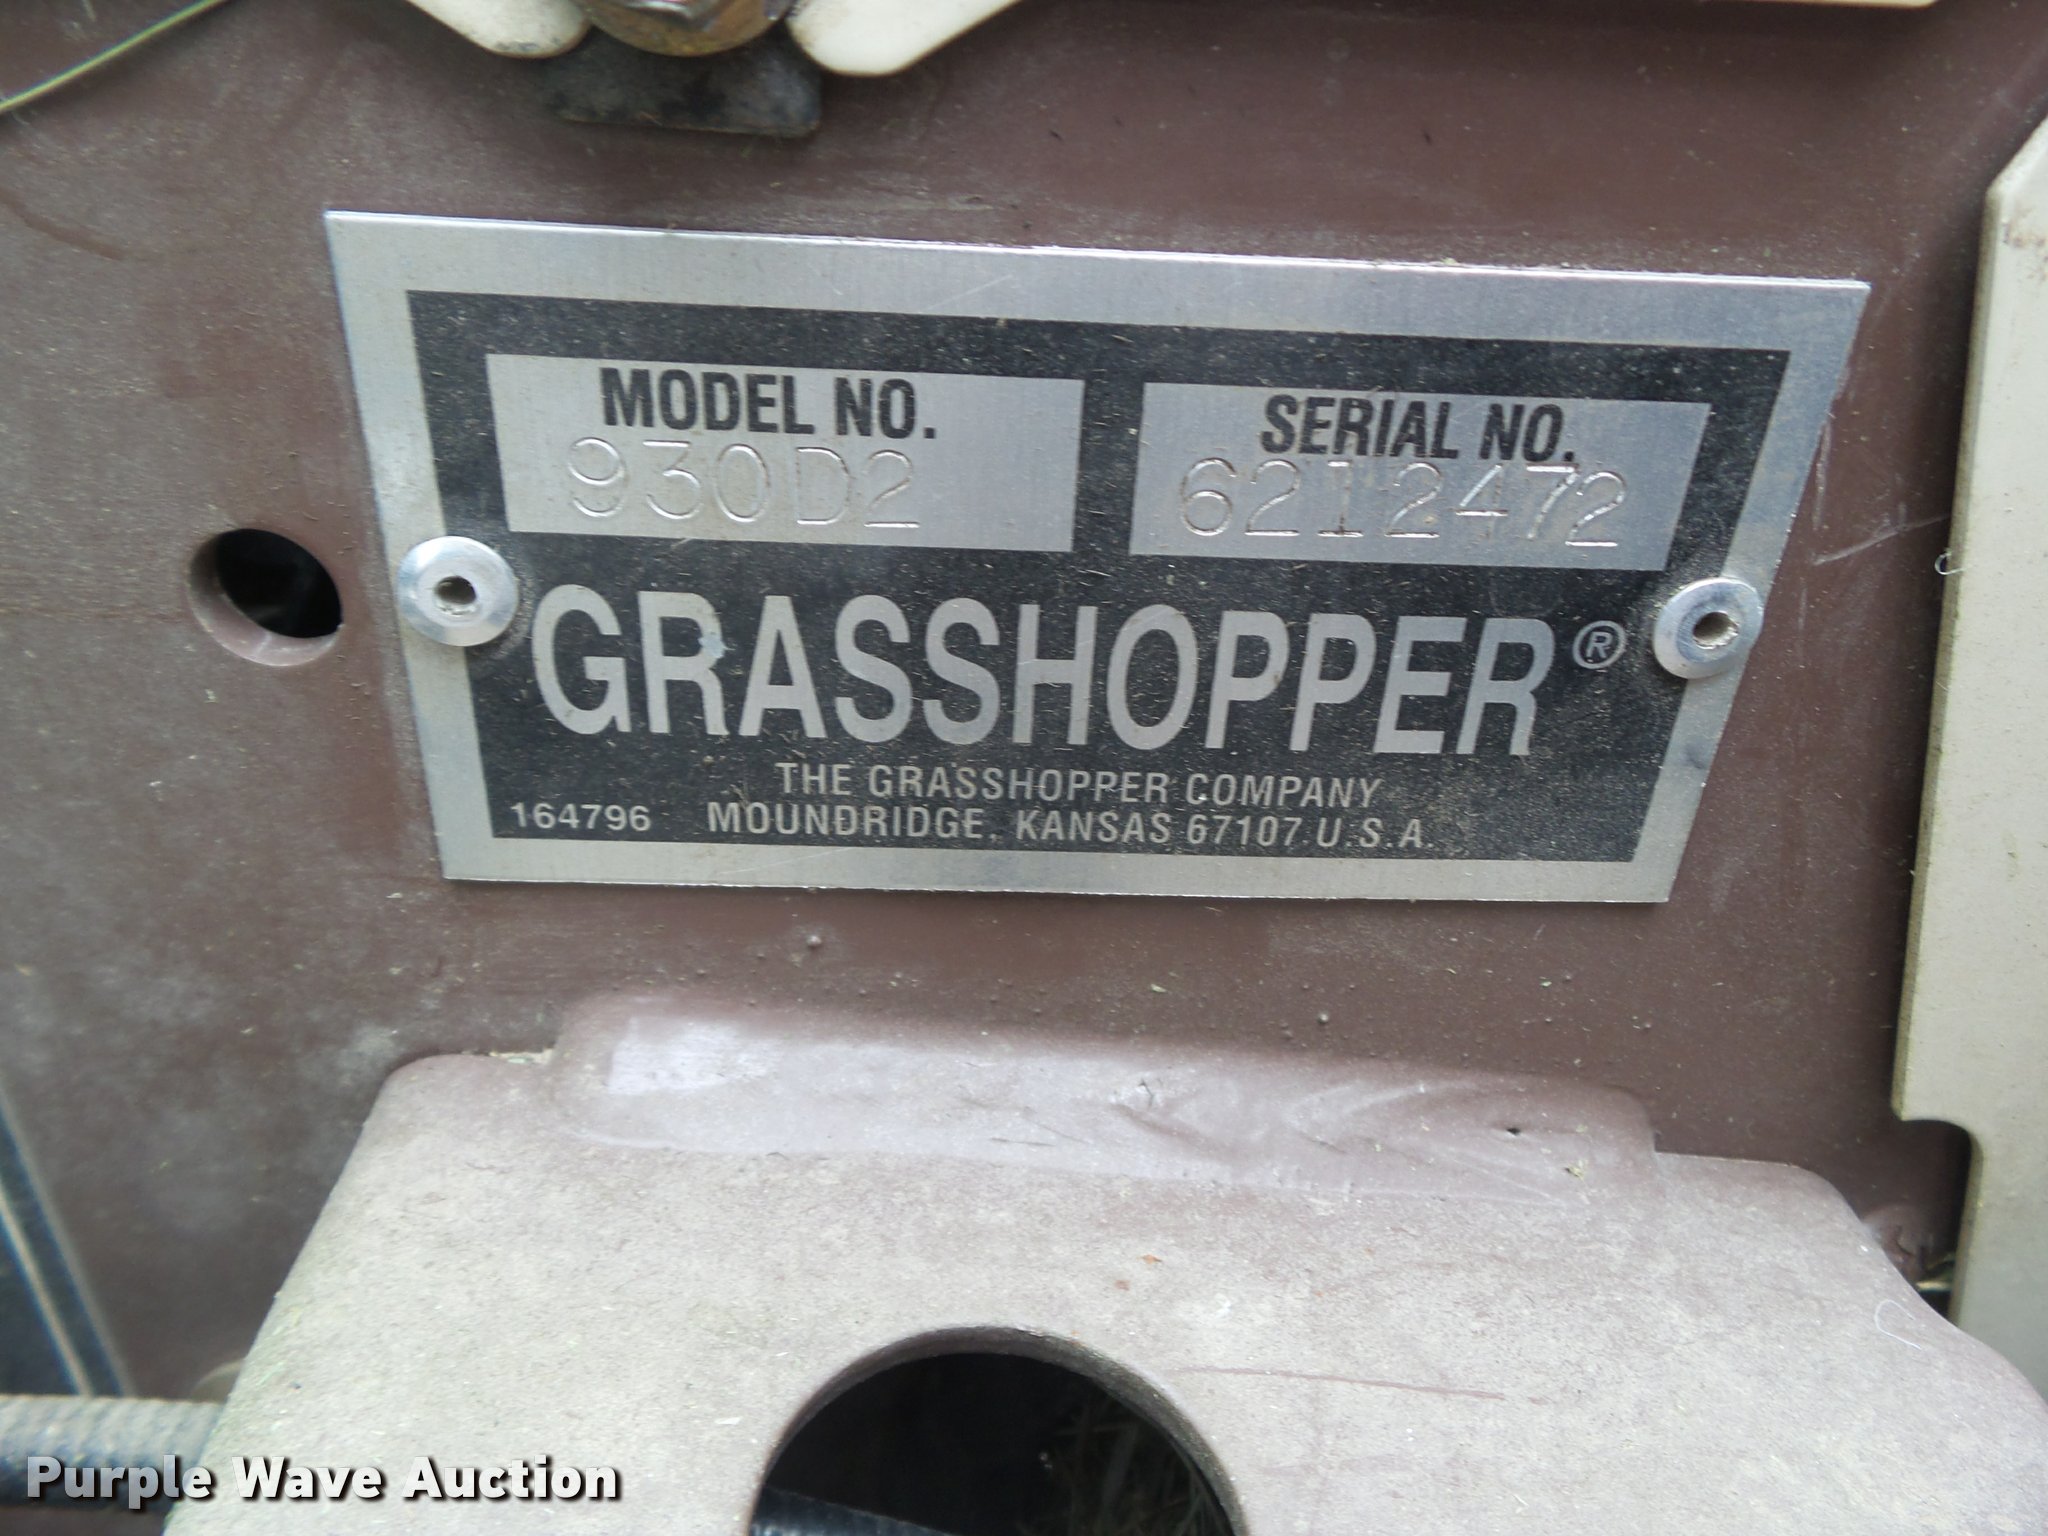 MODEL NO.
930D2
SERIAL NO.
6212472
GRASSHOPPER®
THE GRASSHOPPER COMPANY
164796 MOUNDRIDGE, KANSAS 67107 U.S.A.
Purple Wave Auction